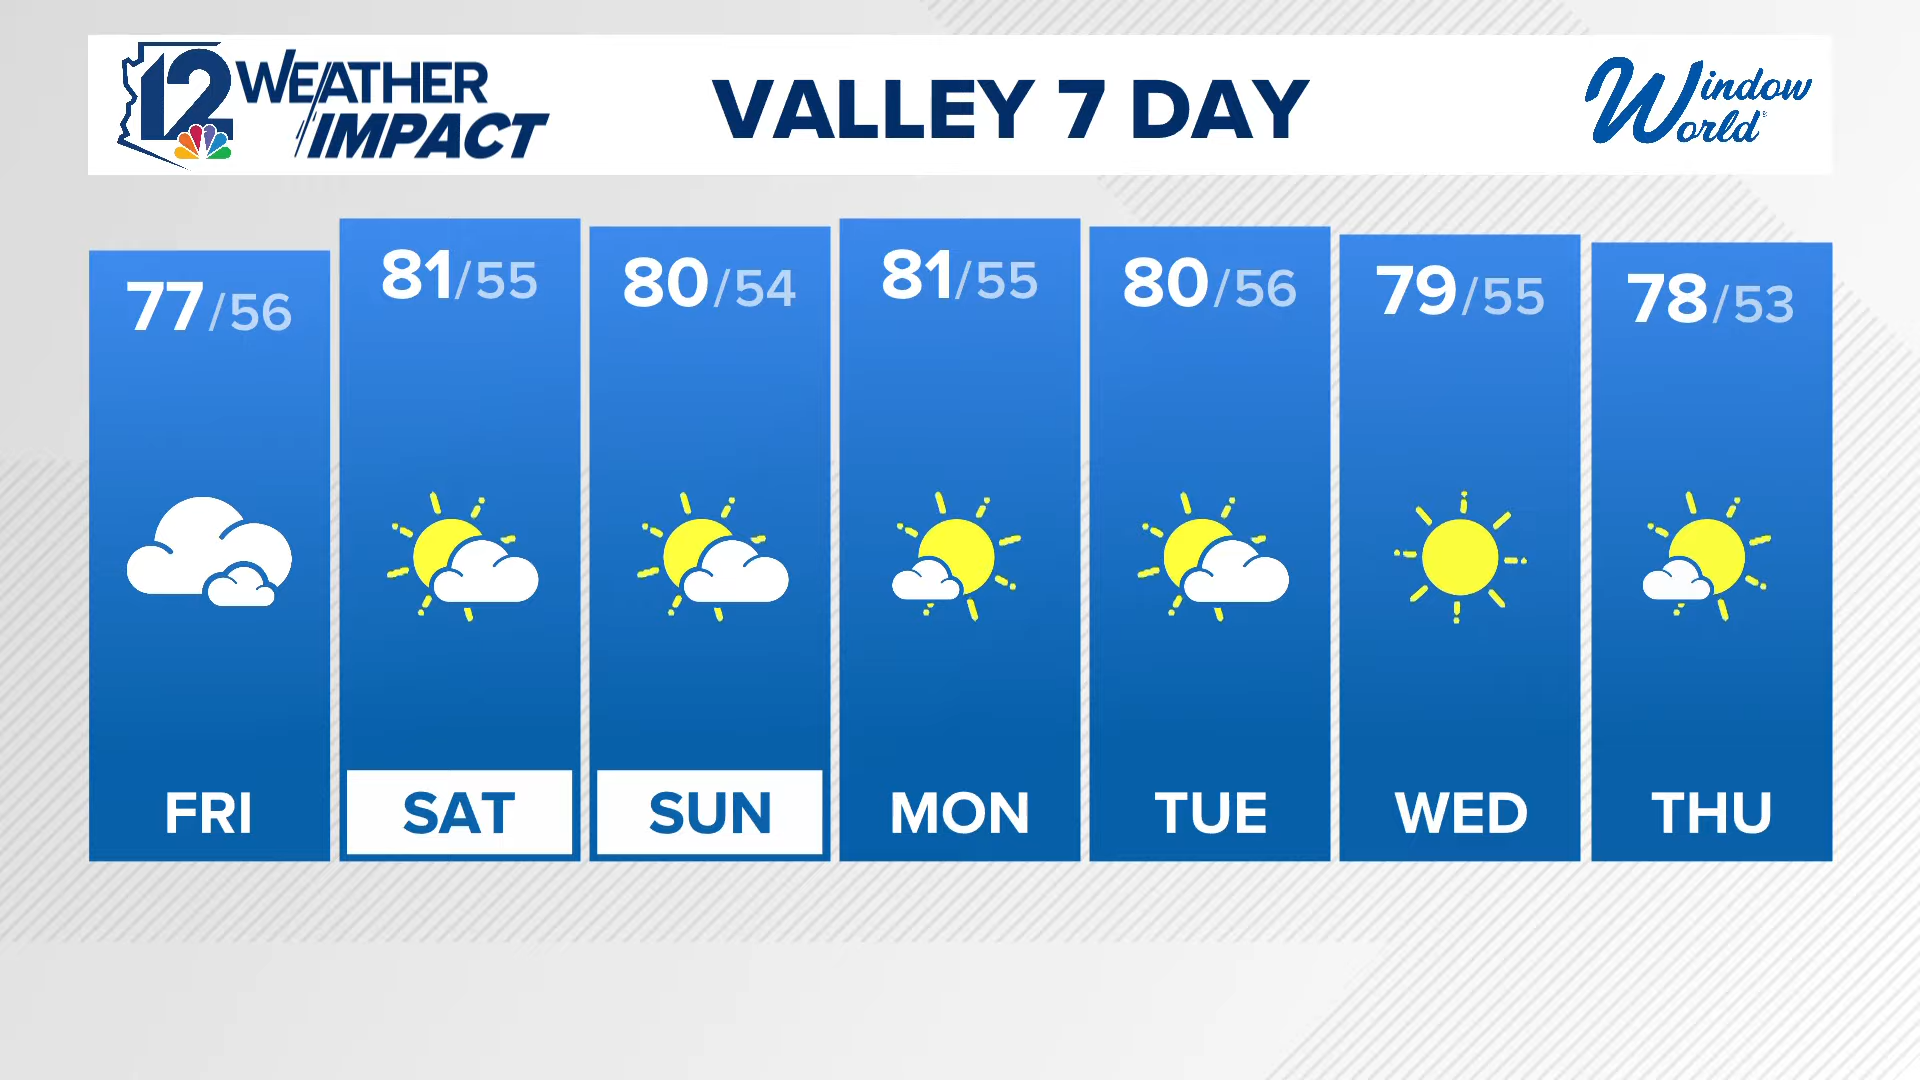 12 WEATHER
IMPACT
VALLEY 7 DAY
Window
World®
77/56
81/55
80/54
81/55
80/56
79/55
78/53
FRI
SAT
SUN
MON
TUE
WED
THU